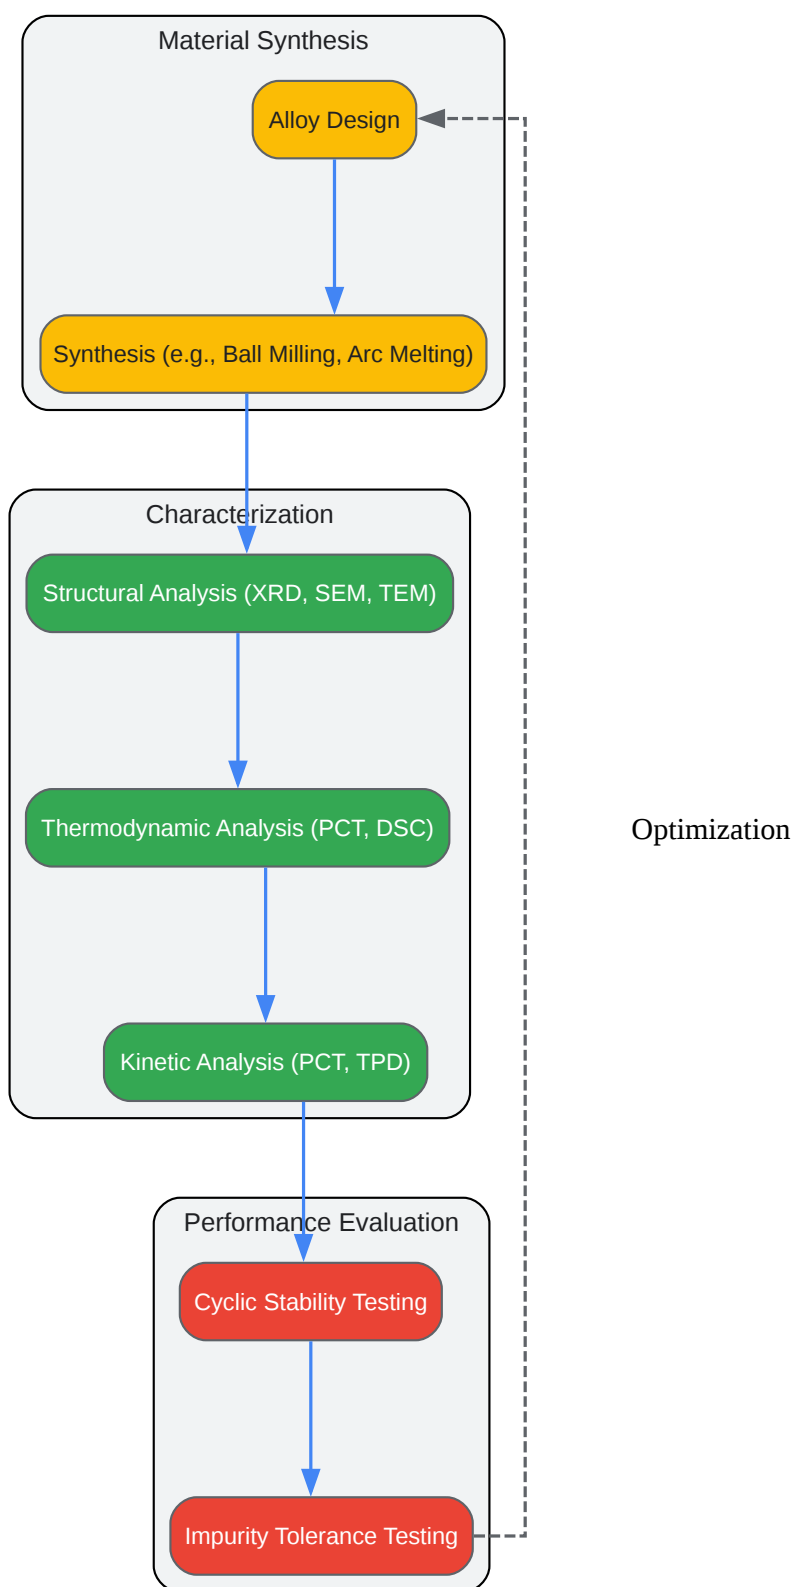 Material Synthesis
Alloy Design
Synthesis (e.g., Ball Milling, Arc Melting)
Characterization
Structural Analysis (XRD, SEM, TEM)
Thermodynamic Analysis (PCT, DSC)
Optimization
Kinetic Analysis (PCT, TPD)
Performance Evaluation
Cyclic Stability Testing
Impurity Tolerance Testing